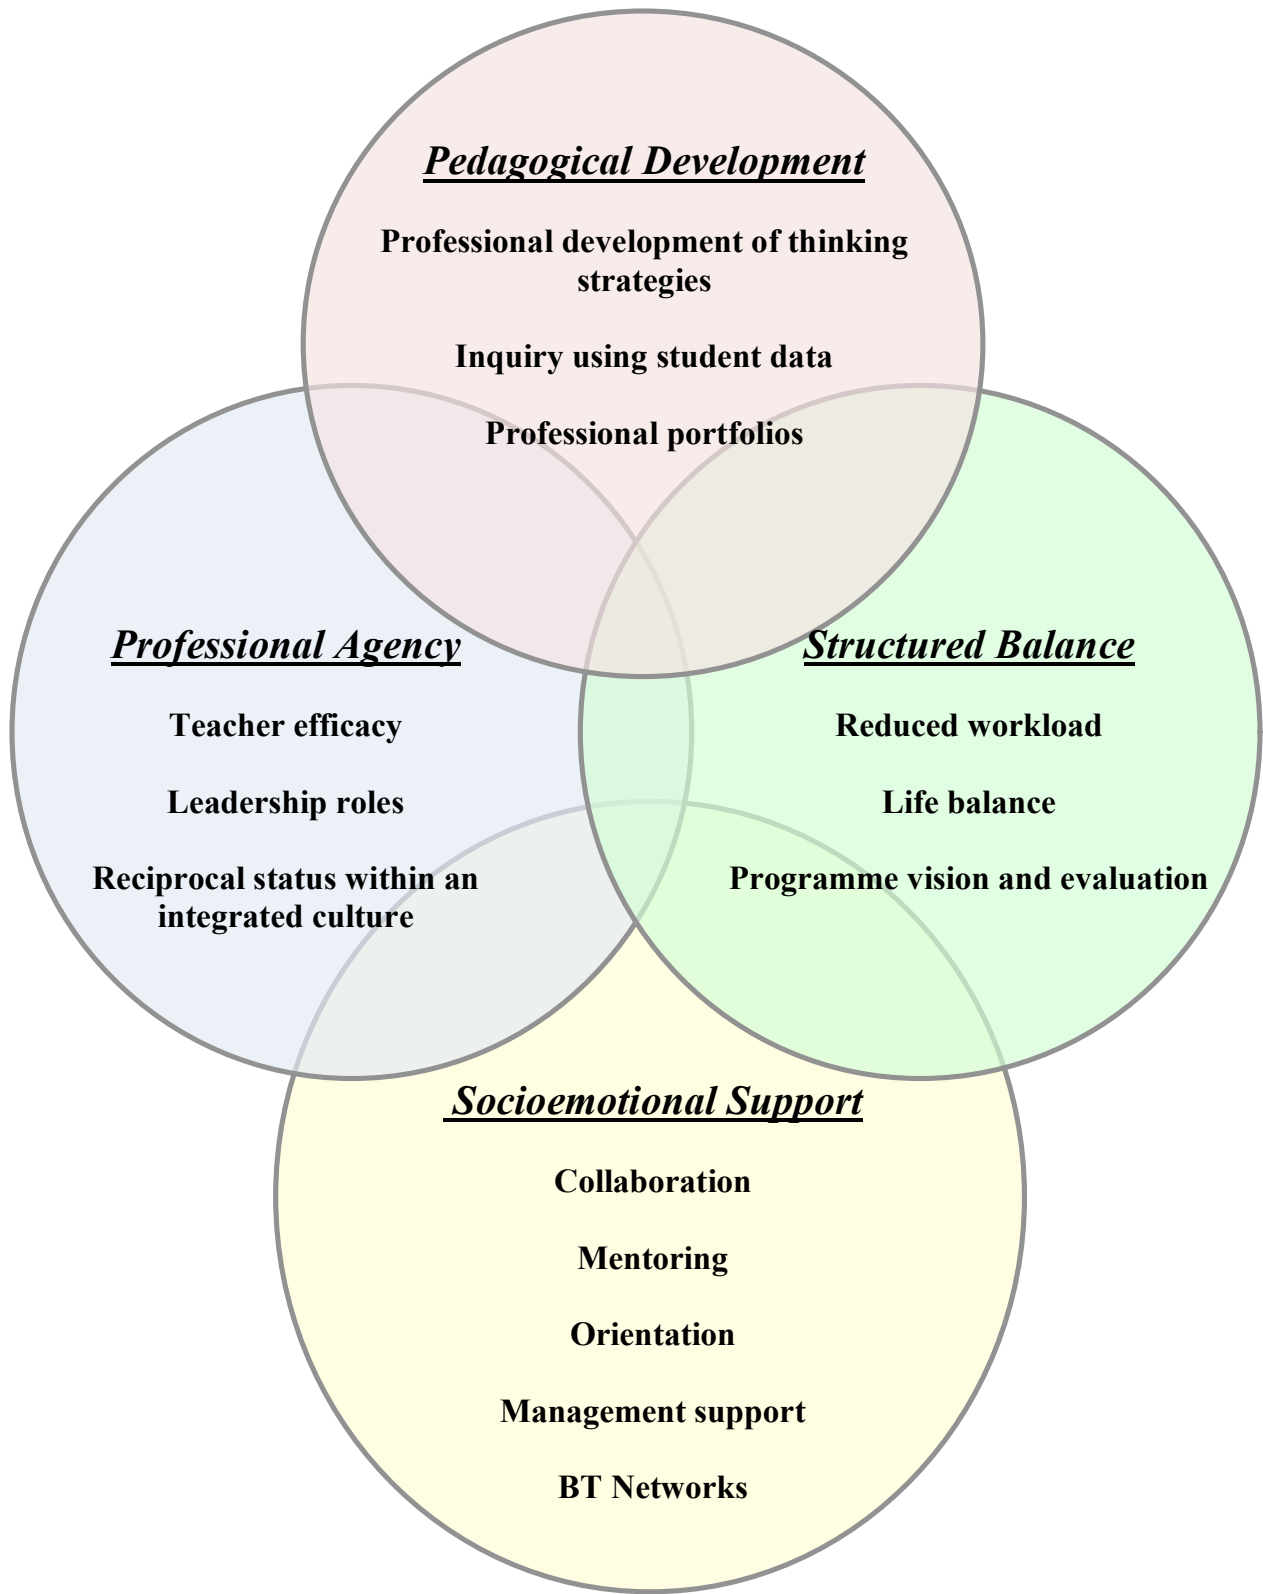 Pedagogical Development
Professional development of thinking
strategies
Inquiry using student data
Professional portfolios
Professional Agency
Teacher efficacy
Leadership roles
Reciprocal status within an
integrated culture
Structured Balance
Reduced workload
Life balance
Programme vision and evaluation
Socioemotional Support
Collaboration
Mentoring
Orientation
Management support
BT Networks